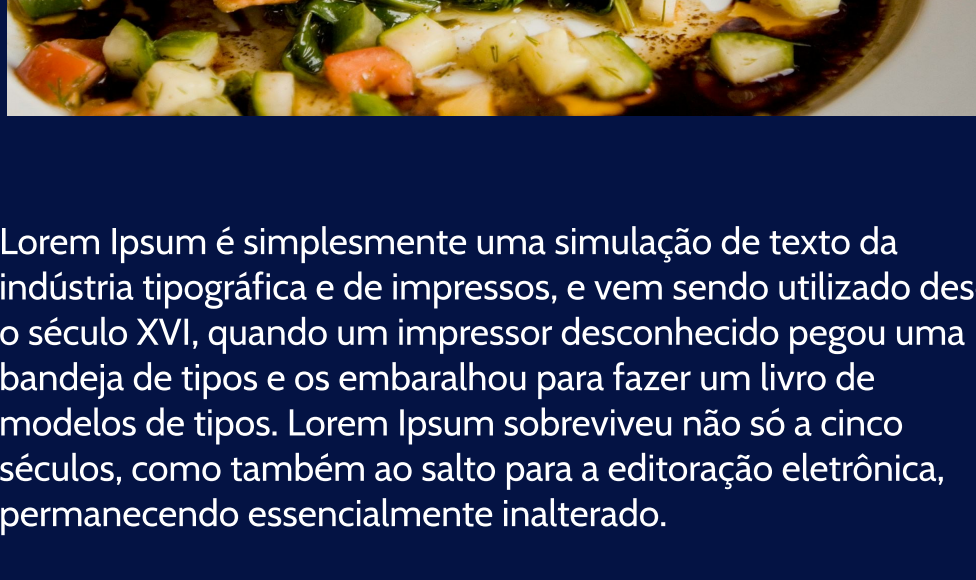 Lorem Ipsum é simplesmente uma simulação de texto da
indústria tipográfica e de impressos, e vem sendo utilizado des
o século XVI, quando um impressor desconhecido pegou uma
bandeja de tipos e os embaralhou para fazer um livro de
modelos de tipos. Lorem Ipsum sobreviveu não só a cinco
séculos, como também ao salto para a editoração eletrônica,
permanecendo essencialmente inalterado.